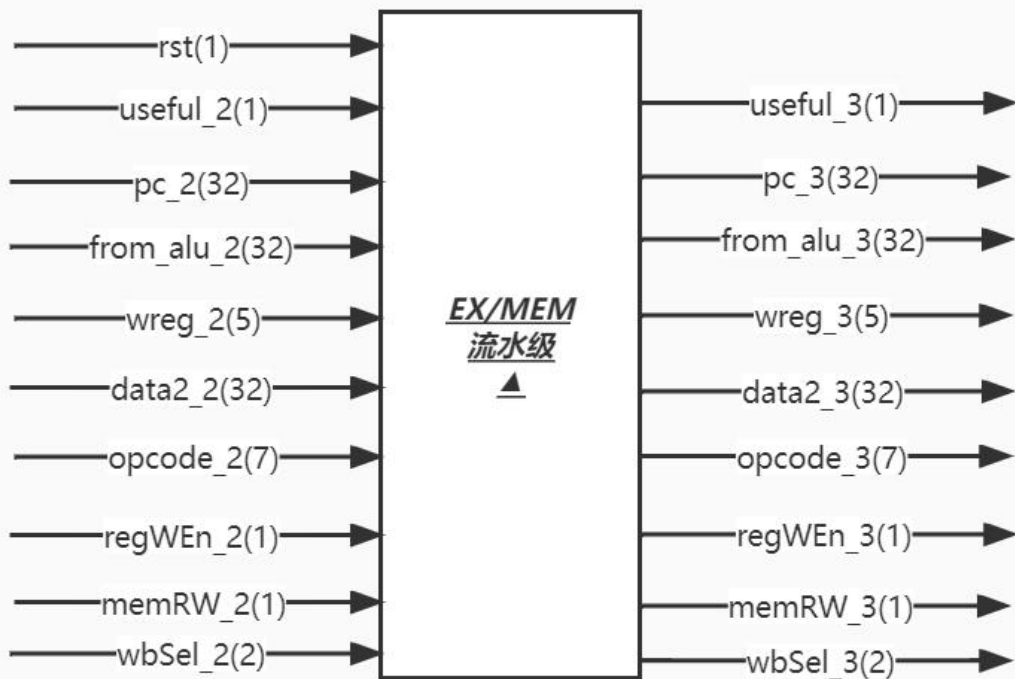 rst(1)
useful_2(1)
pc_2(32)
from_alu_2(32)
wreg_2(5)
data2_2(32)
opcode_2(7)
regWEn_2(1)
memRW_2(1)
wbSel_2(2)
EX/MEM
流水级
▲
useful_3(1)
pc_3(32)
from_alu_3(32)
wreg_3(5)
data2_3(32)
opcode_3(7)
regWEn_3(1)
memRW_3(1)
wbSel_3(2)